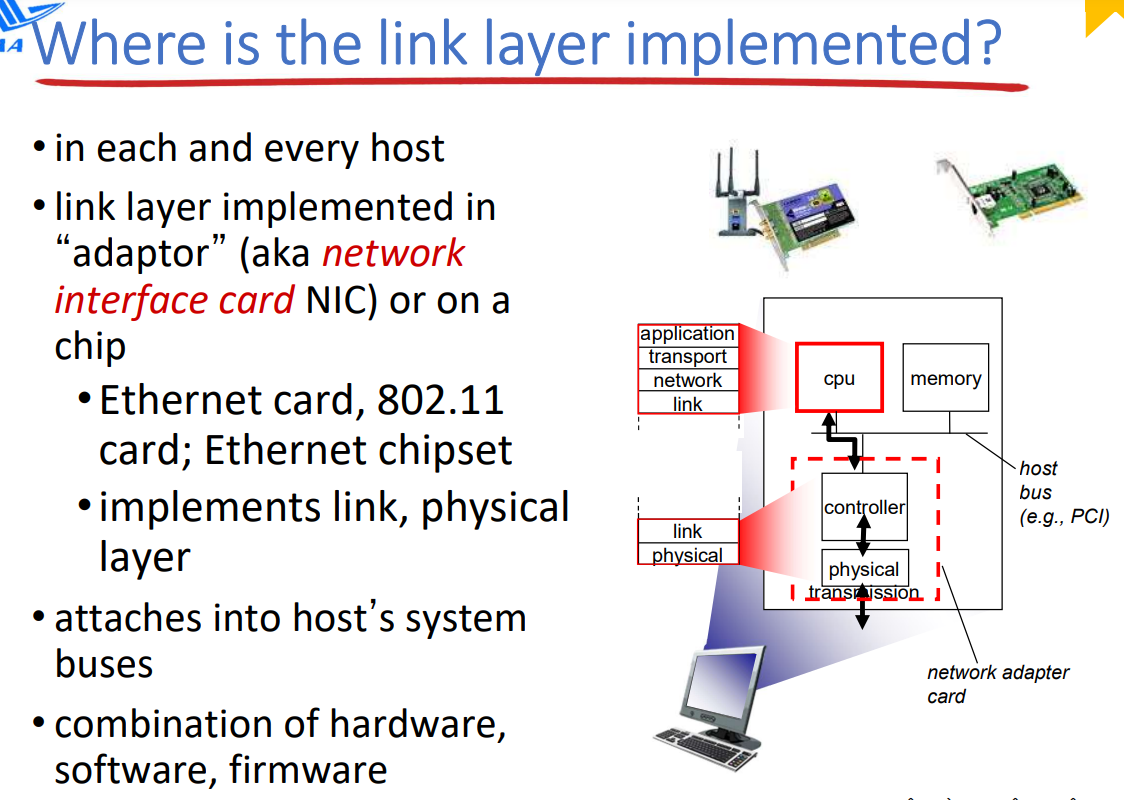 Where is the link layer implemented?
• in each and every host
• link layer implemented in
“adaptor” (aka network
interface card NIC) or on a
chip
• Ethernet card, 802.11
card; Ethernet chipset
• implements link, physical
layer
• attaches into host’s system
buses
• combination of hardware,
software, firmware
application
transport
network
link
cpu
memory
host
bus
(e.g., PCI)
controller
link
physical
physical
transmission
network adapter
card